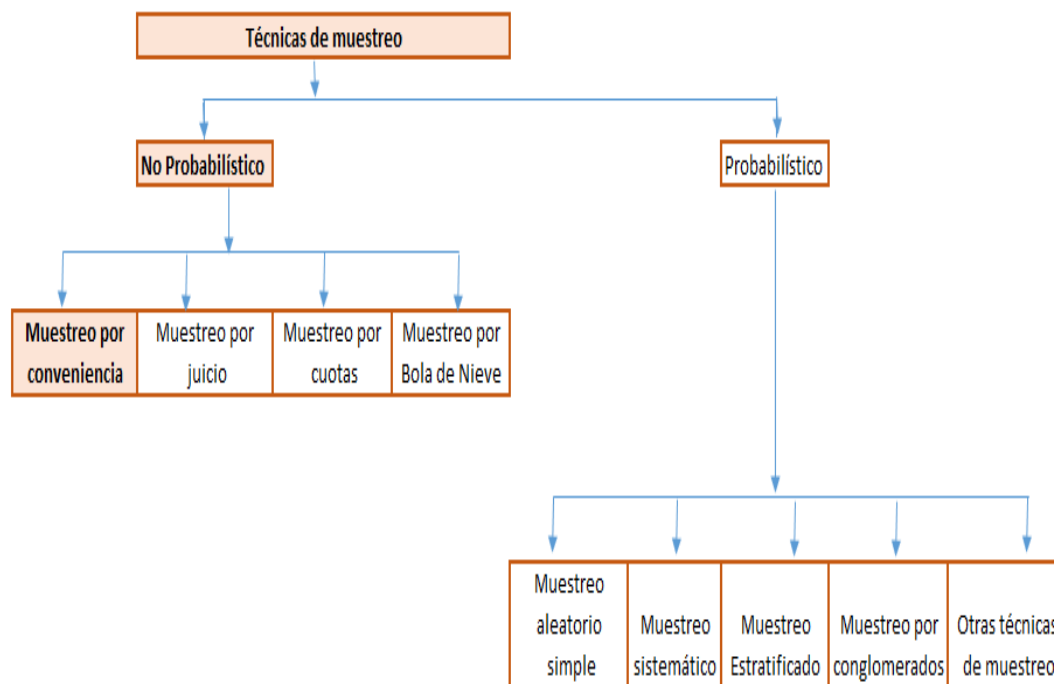 Técnicas de muestreo
No Probabilístico
Probabilístico
Muestreo por
conveniencia
Muestreo por
juicio
Muestreo por
cuotas
Muestreo por
Bola de Nieve
Muestreo
aleatorio
simple
Muestreo
sistemático
Muestreo
Estratificado
Muestreo por
conglomerados
Otras técnicas
de muestreo